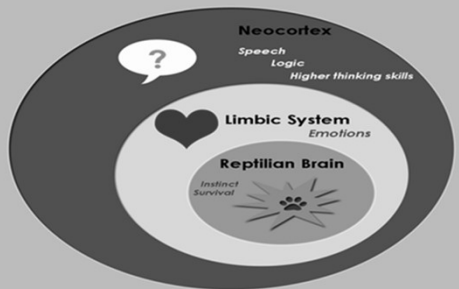 Neocortex
Speech
Logic
Higher thinking skills
?
Limbic System
Emotions
Reptilian Brain
Instinct
Survival